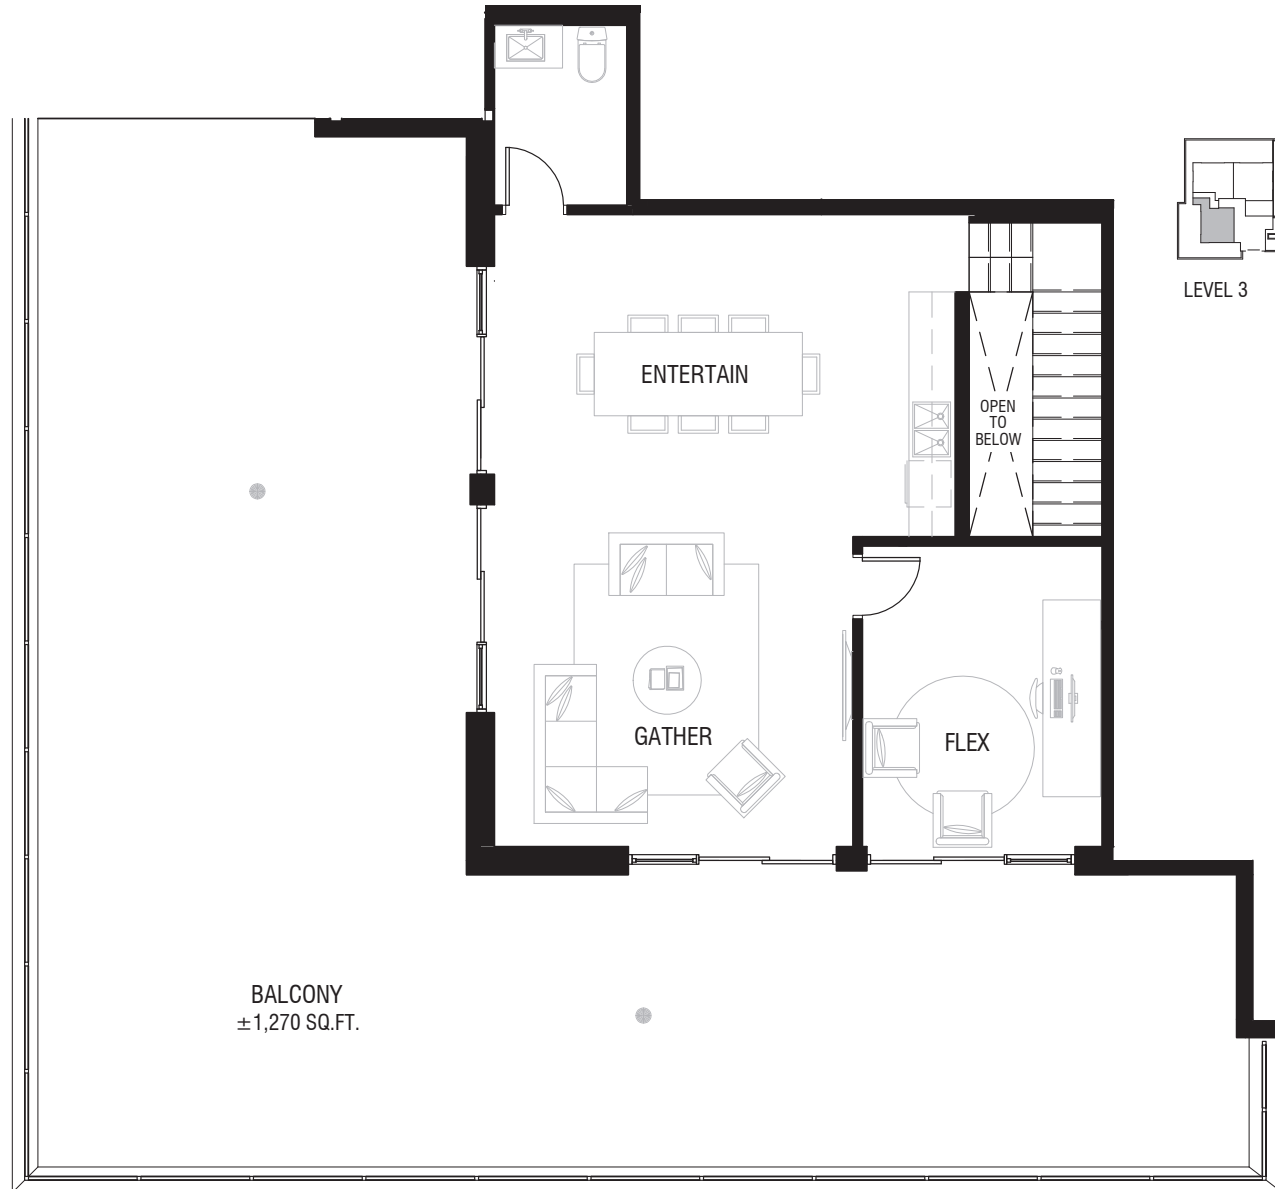 LEVEL 3
ENTERTAIN
OPEN
TO
BELOW
GATHER
FLEX
BALCONY
±1,270 SQ.FT.